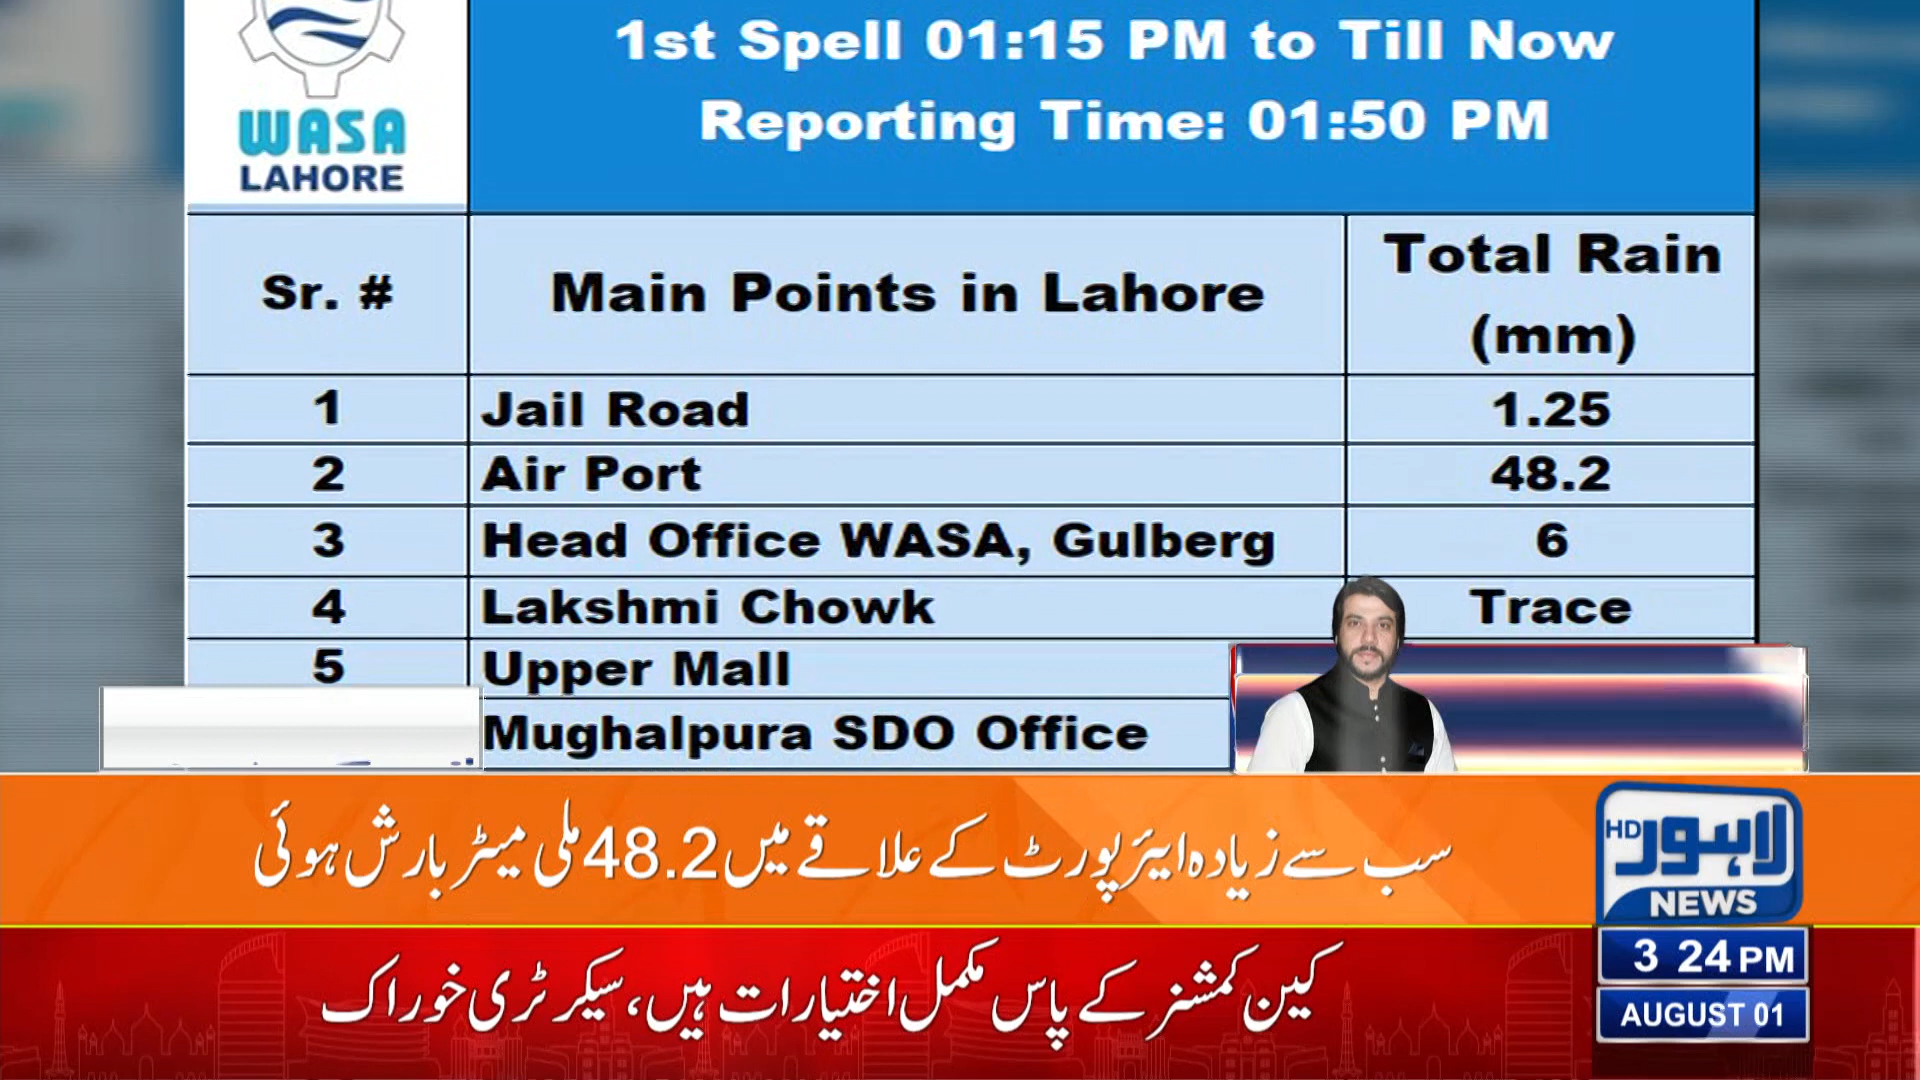 1st Spell 01:15 PM to Till Now
Reporting Time: 01:50 PM
WASA
LAHORE
Sr. # Main Points in Lahore Total Rain (mm)
1 Jail Road 1.25
2 Air Port 48.2
3 Head Office WASA, Gulberg 6
4 Lakshmi Chowk Trace
5 Upper Mall
Mughalpura SDO Office
سب سے زیادہ ایئرپورٹ کے علاقے میں 48.2 ملی میٹر بارش ہوئی
HD لاہور
NEWS
کین کمشنر کے پاس مکمل اختیارات ہیں، سیکرٹری خوراک
3 24 PM
AUGUST 01